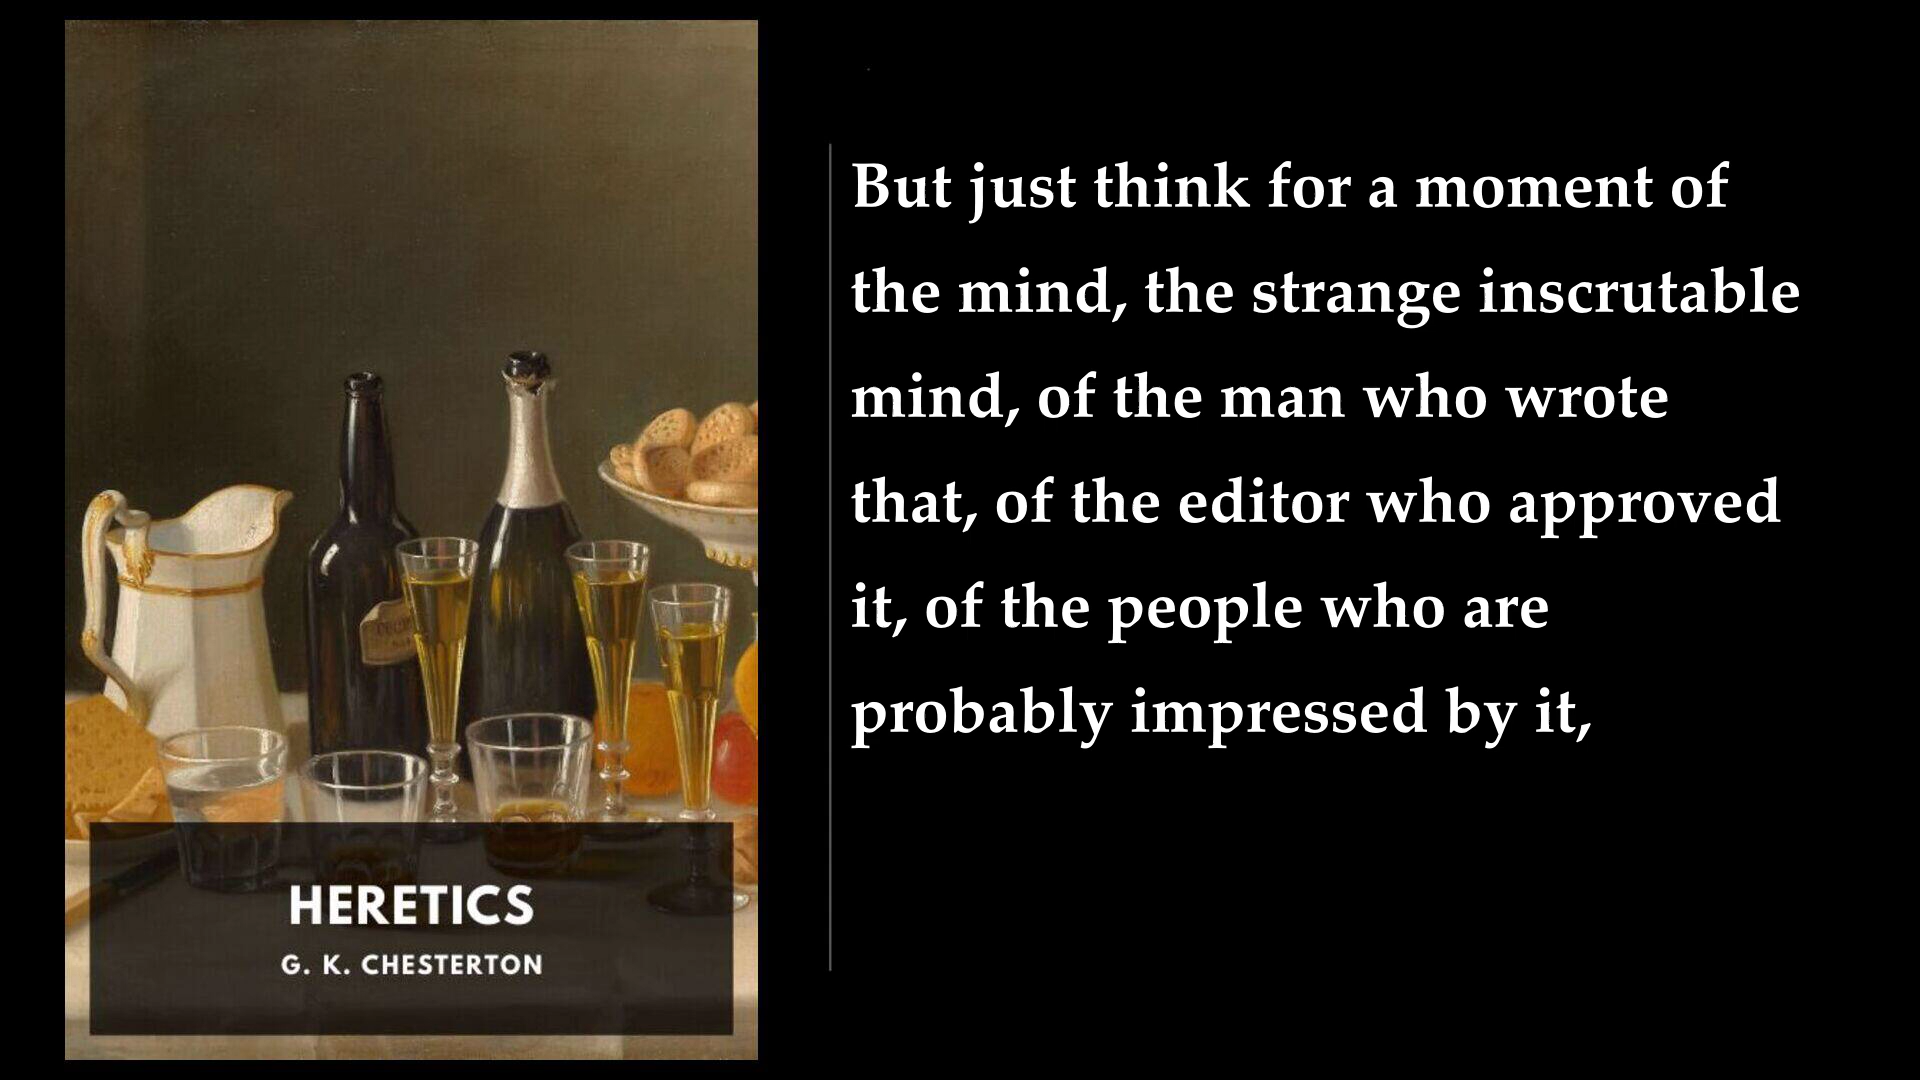 HERETICS
G. K. CHESTERTON
But just think for a moment of
the mind, the strange inscrutable
mind, of the man who wrote
that, of the editor who approved
it, of the people who are
probably impressed by it,